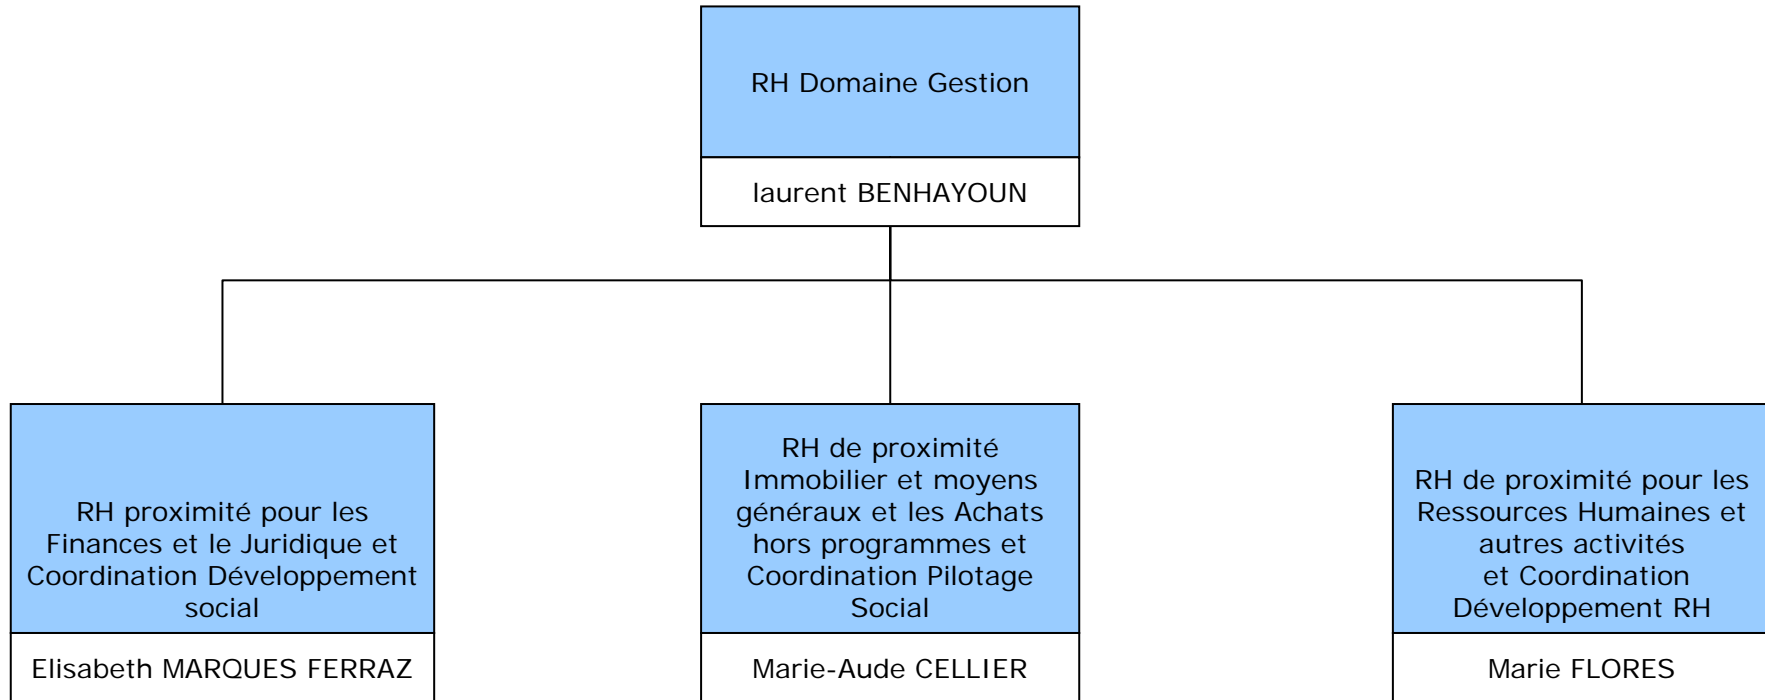 RH Domaine Gestion
laurent BENHAYOUN
RH proximité pour les
Finances et le Juridique et
Coordination Développement
social
Elisabeth MARQUES FERRAZ
RH de proximité
Immobilier et moyens
généraux et les Achats
hors programmes et
Coordination Pilotage
Social
Marie-Aude CELLIER
RH de proximité pour les
Ressources Humaines et
autres activités
et Coordination
Développement RH
Marie FLORES